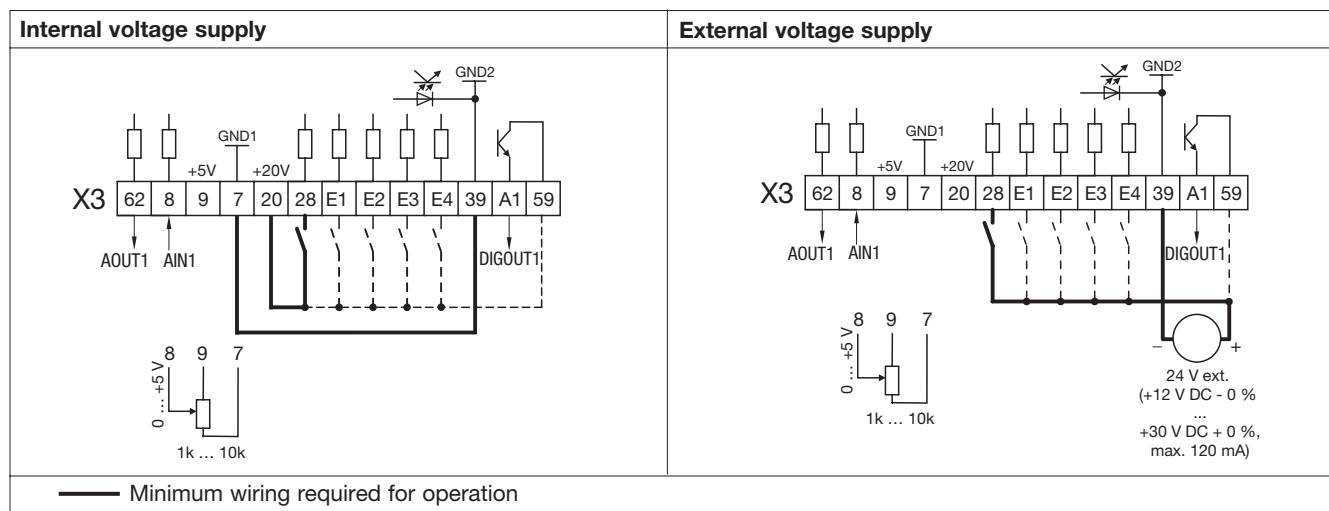 Internal voltage supply
GND2
GND1
+5V
+20V
X3 62 8 9 7 20 28 E1 E2 E3 E4 39 A1 59
AOUT1 AIN1
DIGOUT1
8 9 7
0 ... +5 V
1k ... 10k
External voltage supply
GND2
GND1
+5V
+20V
X3 62 8 9 7 20 28 E1 E2 E3 E4 39 A1 59
AOUT1 AIN1
DIGOUT1
8 9 7
0 ... +5 V
1k ... 10k
– +
24 V ext.
(+12 V DC - 0 %
...
+30 V DC + 0 %,
max. 120 mA)
Minimum wiring required for operation